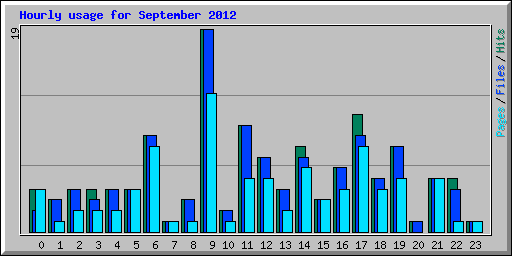 Hourly usage for September 2012
19
Pages / Files / Hits
0 1 2 3 4 5 6 7 8 9 10 11 12 13 14 15 16 17 18 19 20 21 22 23